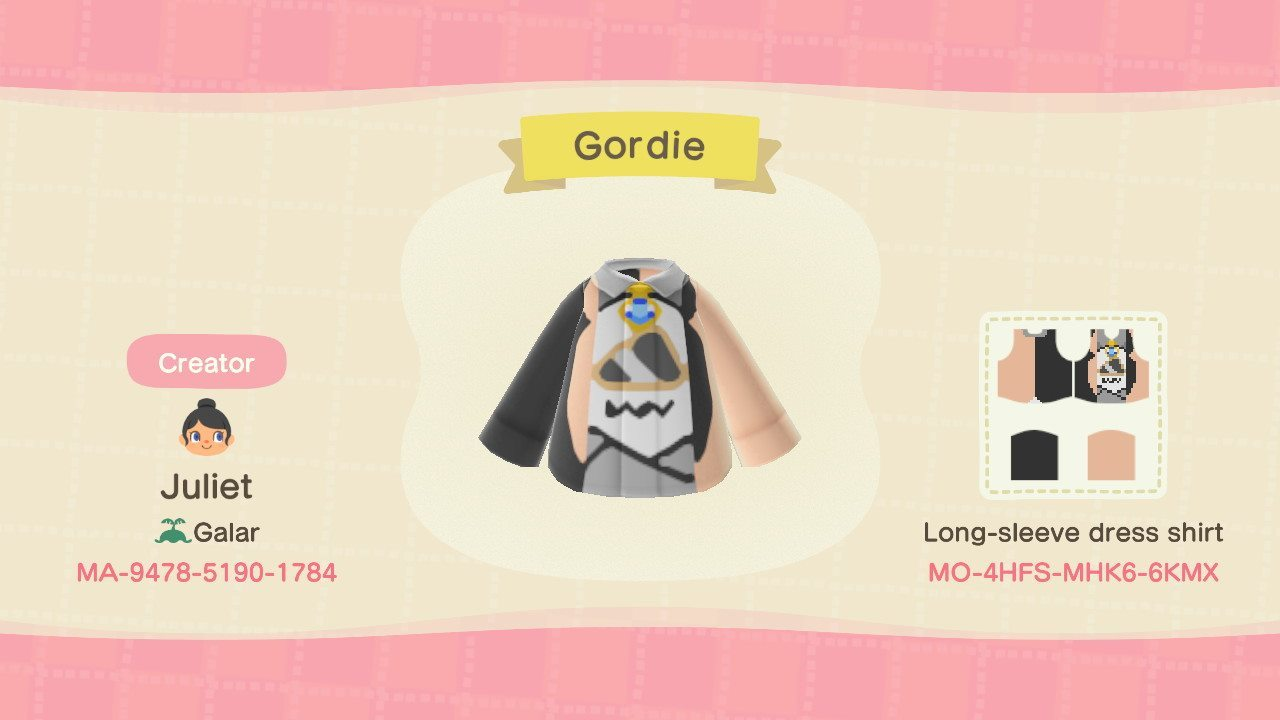 Gordie
Creator
Juliet
Galar
MA-9478-5190-1784
Long-sleeve dress shirt
MO-4HFS-MHK6-6KMX